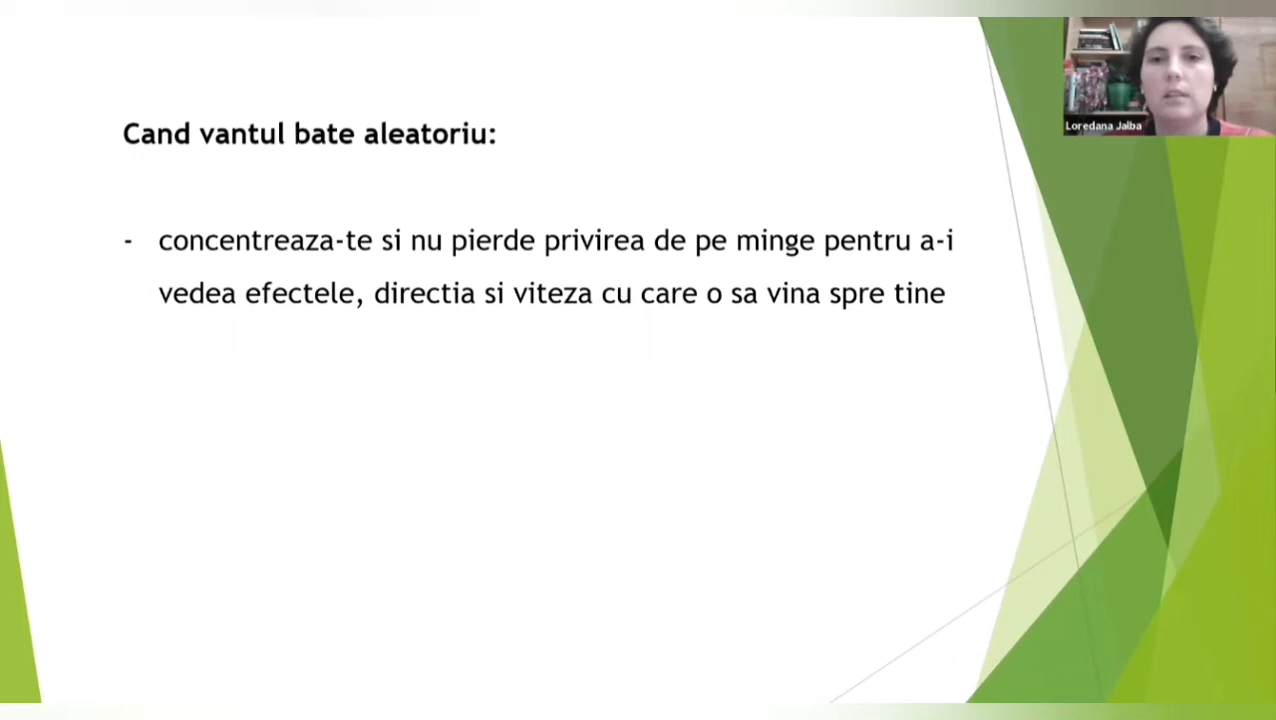 Cand vantul bate aleatoriu:
- concentreaza-te si nu pierde privirea de pe minge pentru a-i
vedea efectele, directia si viteza cu care o sa vina spre tine
Loredana Jalba